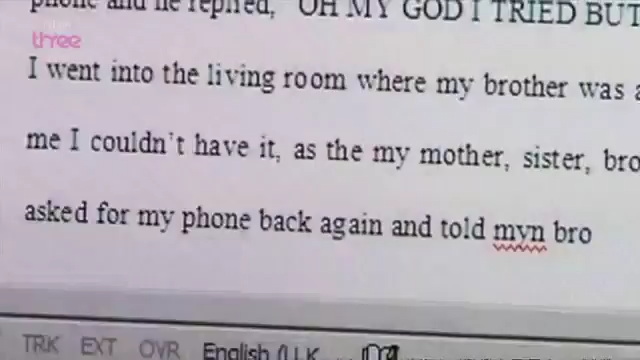 three
phone and he replied, "OH MY GOD I TRIED BUT
I went into the living room where my brother was a
me I couldn't have it, as the my mother, sister, bro
asked for my phone back again and told myn bro
TRK EXT OVR English (U.K